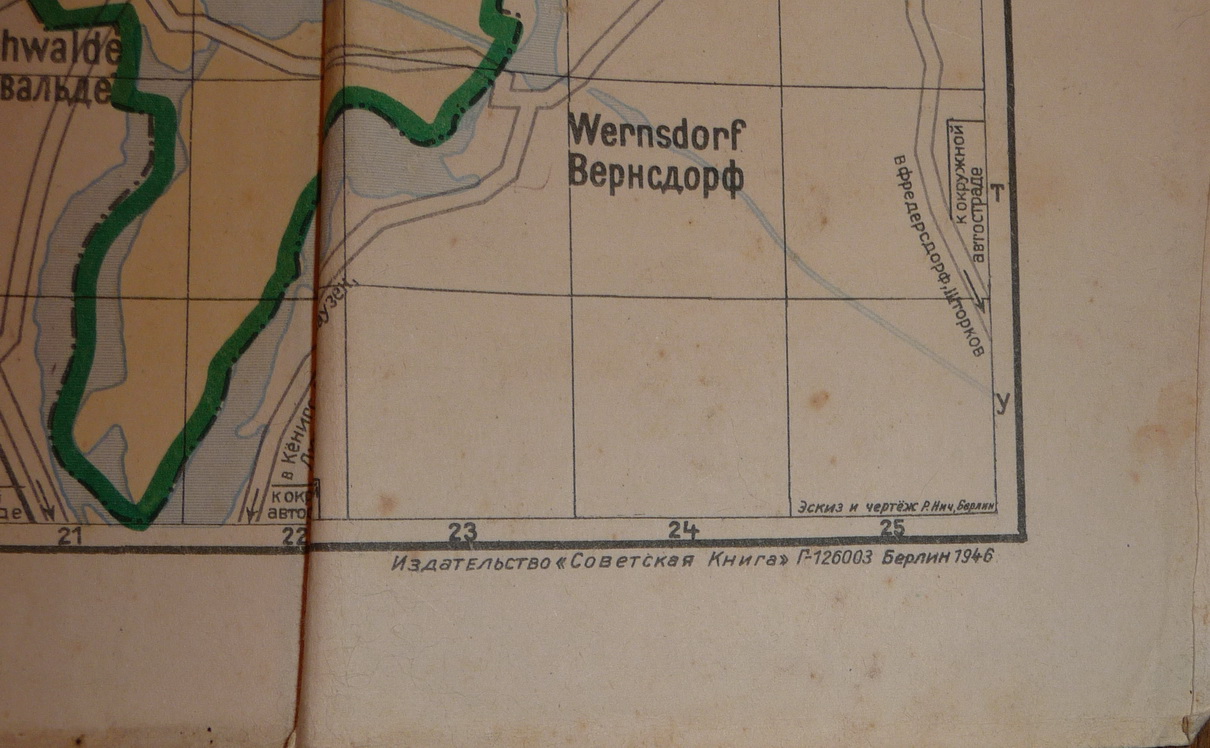 hwalde
вальде
Wernsdorf
Вернсдорф
к окружной
автостраде
в Фредерсдорф, Шторков
Т
У
узен,
в Кёниг
к окр
авто
де
Эскиз и чертёж Р. Нич, Берлин
21
22
23
24
25
Издательство «Советская Книга» Г-126003 Берлин 1946